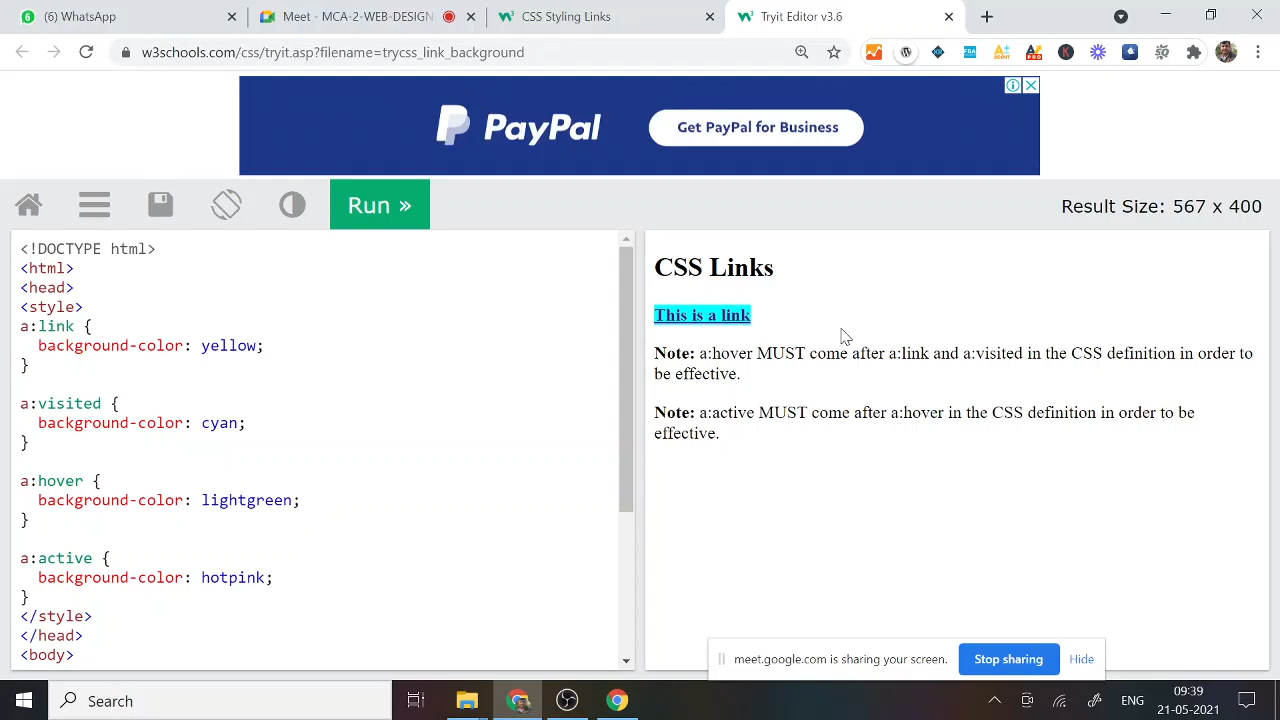 6
(6) WhatsApp
Meet - MCA-2-WEB-DESIGN
CSS Styling Links
Tryit Editor v3.6
w3schools.com/css/tryit.asp?filename=trycss_link_background
PayPal
Get PayPal for Business
Run »
Result Size: 567 x 400
<!DOCTYPE html>
<html>
<head>
<style>
a:link {
  background-color: yellow;
}
a:visited {
  background-color: cyan;
}
a:hover {
  background-color: lightgreen;
}
a:active {
  background-color: hotpink;
}
</style>
</head>
<body>
CSS Links
This is a link
Note: a:hover MUST come after a:link and a:visited in the CSS definition in order to
be effective.
Note: a:active MUST come after a:hover in the CSS definition in order to be
effective.
meet.google.com is sharing your screen.
Stop sharing
Hide
Search
ENG
09:39
21-05-2021